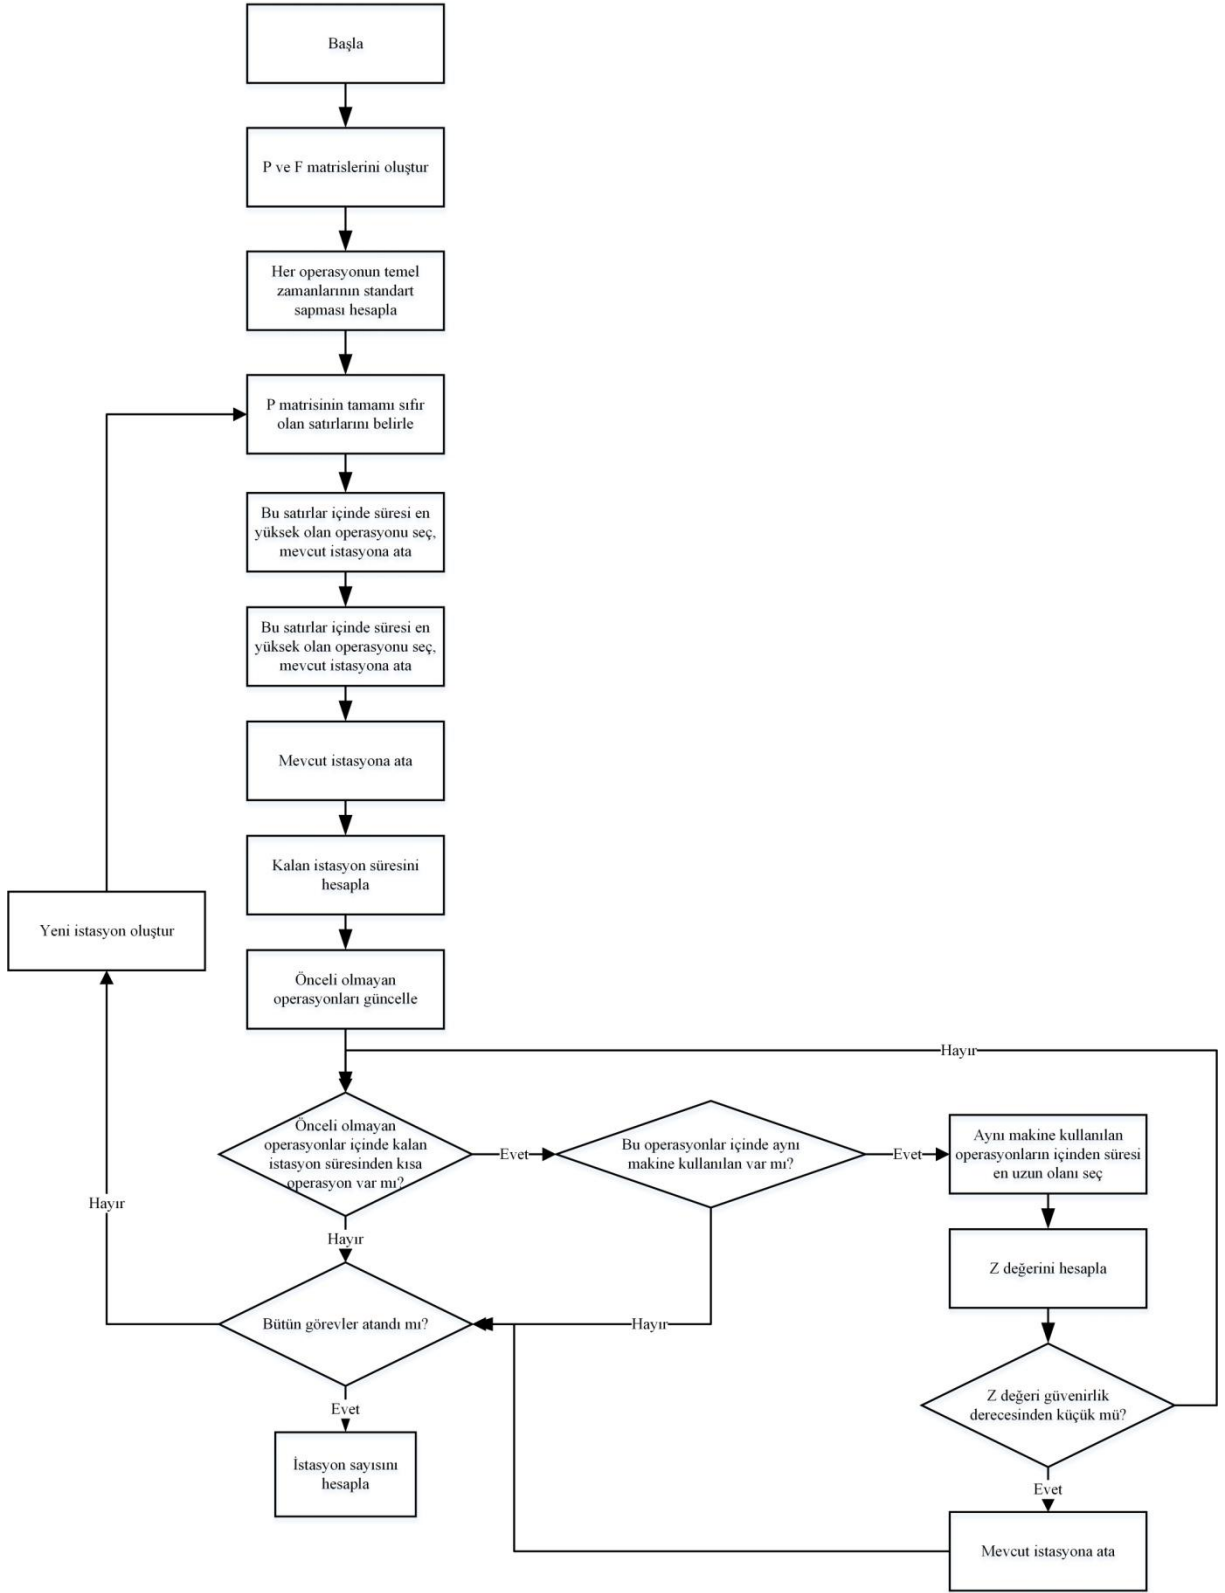 Başla
P ve F matrislerini oluştur
Her operasyonun temel
zamanlarının standart
sapması hesapla
P matrisinin tamamı sıfır
olan satırlarını belirle
Bu satırlar içinde süresi en
yüksek olan operasyonu seç,
mevcut istasyona ata
Bu satırlar içinde süresi en
yüksek olan operasyonu seç,
mevcut istasyona ata
Mevcut istasyona ata
Kalan istasyon süresini
hesapla
Yeni istasyon oluştur
Önceli olmayan
operasyonları güncelle
Hayır
Önceli olmayan
operasyonlar içinde kalan
istasyon süresinden kısa
operasyon var mı?
Evet
Bu operasyonlar içinde aynı
makine kullanılan var mı?
Evet
Aynı makine kullanılan
operasyonların içinden süresi
en uzun olanı seç
Hayır
Hayır
Z değerini hesapla
Bütün görevler atandı mı?
Hayır
Z değeri güvenirlik
derecesinden küçük mü?
Evet
İstasyon sayısını
hesapla
Evet
Mevcut istasyona ata